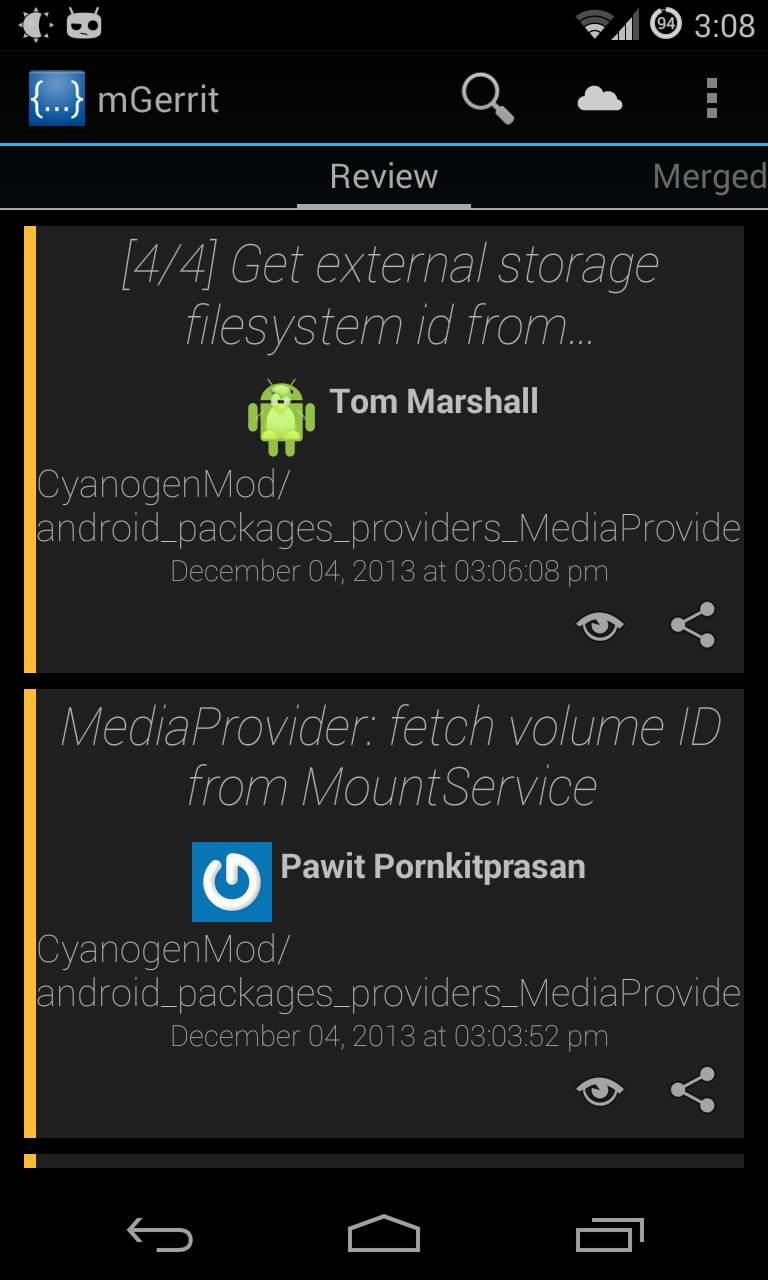 94 3:08
{...} mGerrit
Review Merged
[4/4] Get external storage
filesystem id from...
Tom Marshall
CyanogenMod/
android_packages_providers_MediaProvide
December 04, 2013 at 03:06:08 pm
MediaProvider: fetch volume ID
from MountService
Pawit Pornkitprasan
CyanogenMod/
android_packages_providers_MediaProvide
December 04, 2013 at 03:03:52 pm